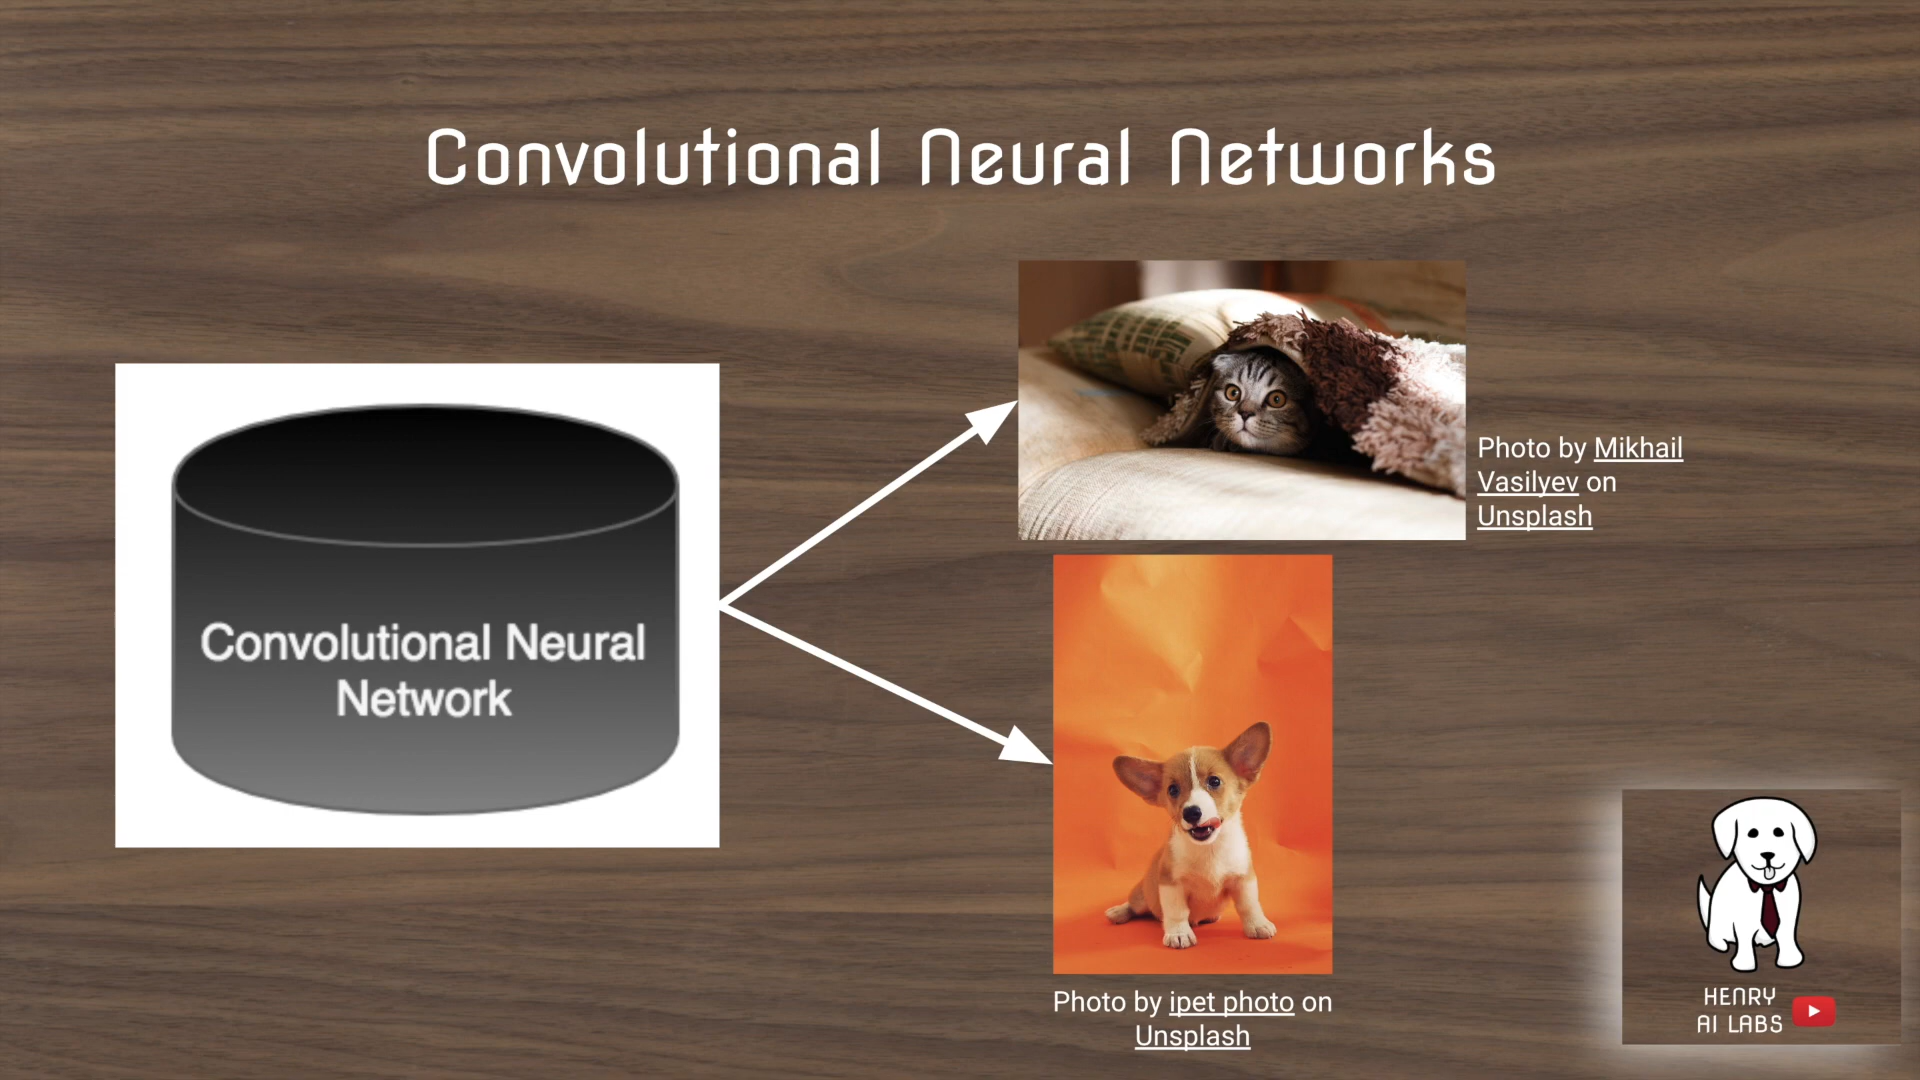 Convolutional Neural Networks
Convolutional Neural
Network
Photo by Mikhail
Vasilyev on
Unsplash
Photo by ipet photo on
Unsplash
HENRY
AI LABS